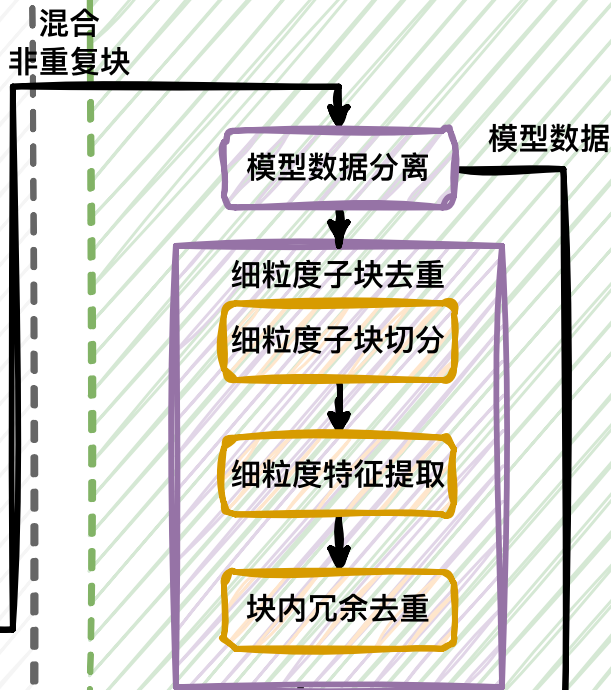 混合
非重复块
模型数据
模型数据分离
细粒度子块去重
细粒度子块切分
细粒度特征提取
块内冗余去重